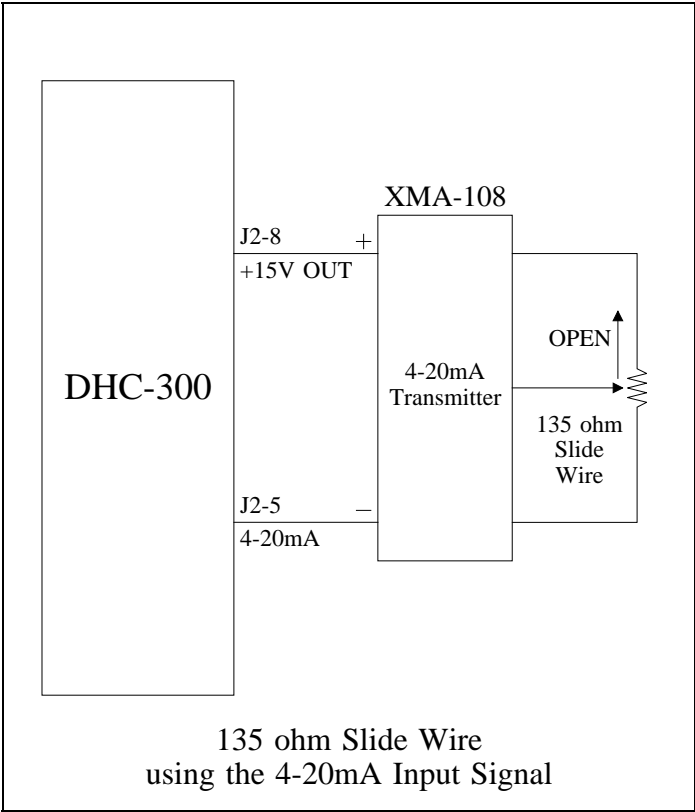 XMA-108
J2-8
+
+15V OUT
OPEN
DHC-300
4-20mA
Transmitter
135 ohm
Slide
Wire
J2-5
−
4-20mA
135 ohm Slide Wire
using the 4-20mA Input Signal